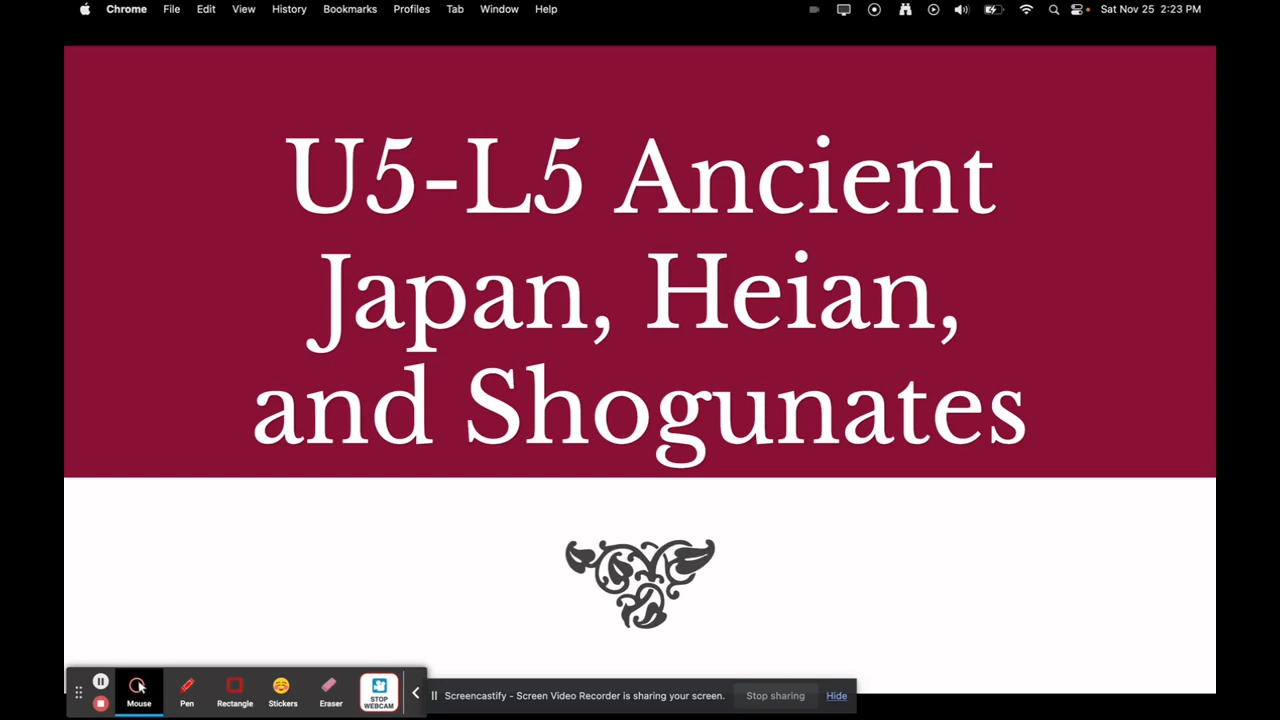 Chrome File Edit View History Bookmarks Profiles Tab Window Help Sat Nov 25 2:23 PM
U5-L5 Ancient
Japan, Heian,
and Shogunates
Mouse Pen Rectangle Stickers Eraser STOP WEBCAM
Screencastify - Screen Video Recorder is sharing your screen. Stop sharing Hide